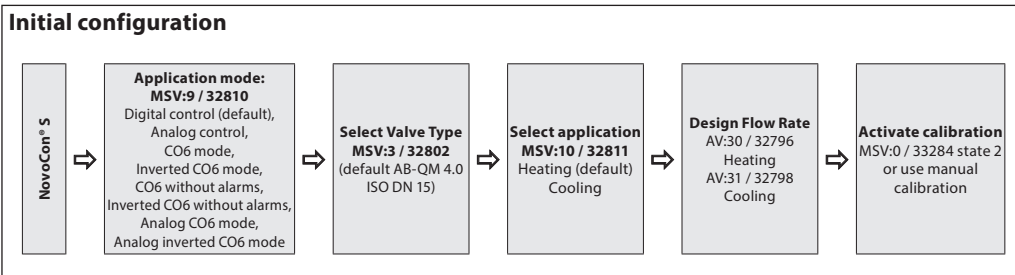 Initial configuration
NovoCon® S
Application mode:
MSV:9 / 32810
Digital control (default),
Analog control,
CO6 mode,
Inverted CO6 mode,
CO6 without alarms,
Inverted CO6 without alarms,
Analog CO6 mode,
Analog inverted CO6 mode
Select Valve Type
MSV:3 / 32802
(default AB-QM 4.0
ISO DN 15)
Select application
MSV:10 / 32811
Heating (default)
Cooling
Design Flow Rate
AV:30 / 32796
Heating
AV:31 / 32798
Cooling
Activate calibration
MSV:0 / 33284 state 2
or use manual
calibration